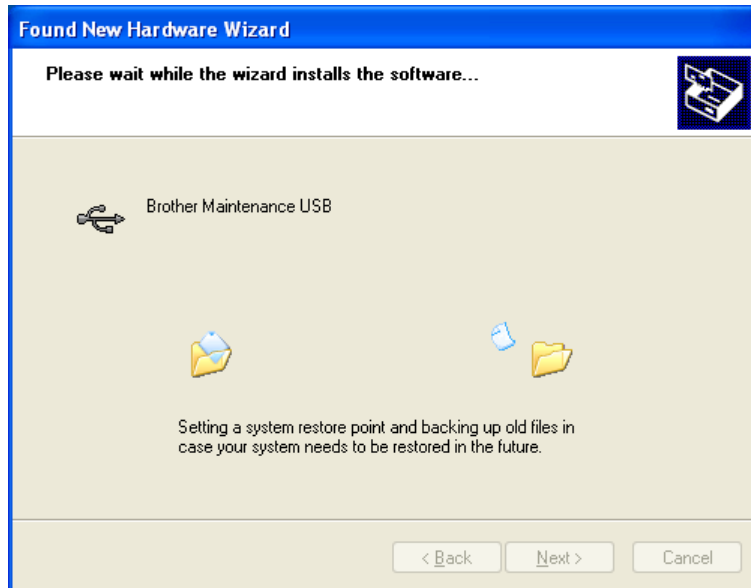 Found New Hardware Wizard
Please wait while the wizard installs the software...
Brother Maintenance USB
Setting a system restore point and backing up old files in
case your system needs to be restored in the future.
< Back
Next >
Cancel